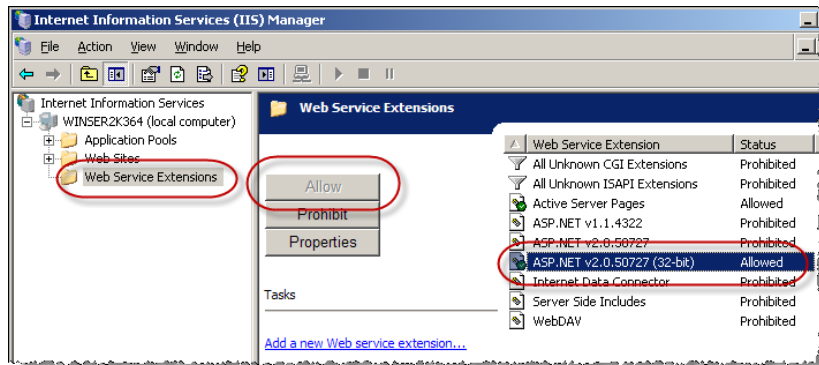 Internet Information Services (IIS) Manager
File Action View Window Help
Internet Information Services
WINSER2K364 (local computer)
Application Pools
Web Sites
Web Service Extensions
Web Service Extensions
Allow
Prohibit
Properties
Tasks
Add a new Web service extension...
Web Service Extension Status
All Unknown CGI Extensions Prohibited
All Unknown ISAPI Extensions Prohibited
Active Server Pages Allowed
ASP.NET v1.1.4322 Prohibited
ASP.NET v2.0.50727 Prohibited
ASP.NET v2.0.50727 (32-bit) Allowed
Internet Data Connector Prohibited
Server Side Includes Prohibited
WebDAV Prohibited